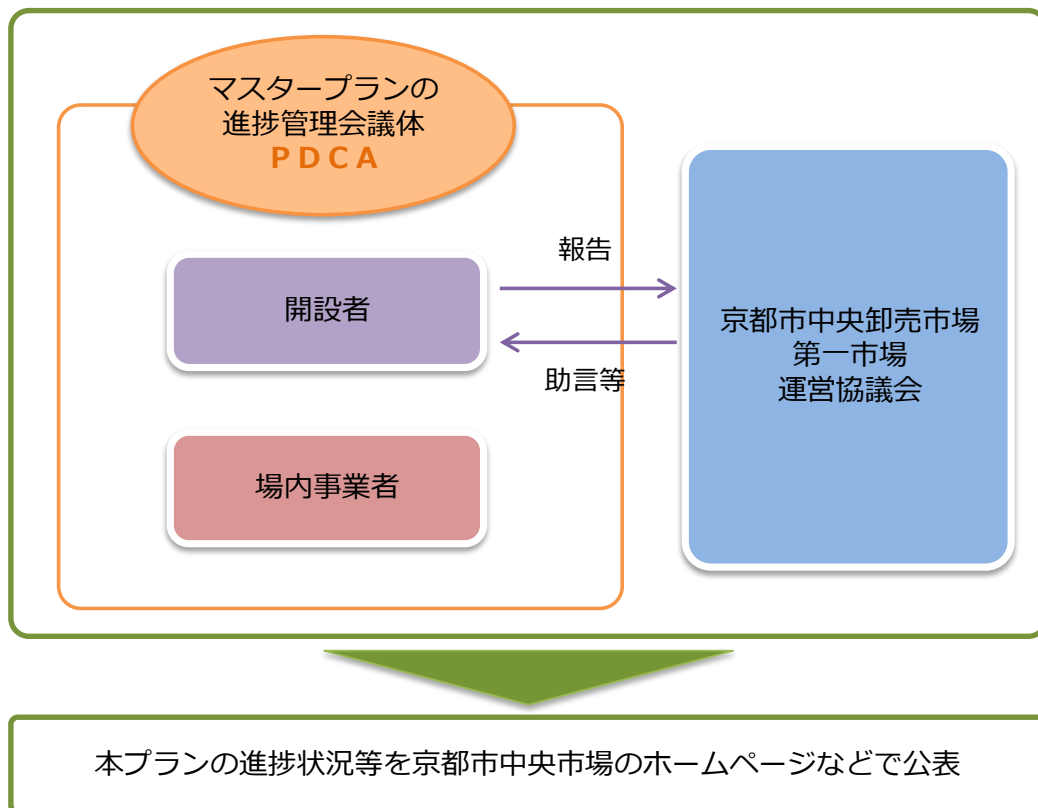 マスタープランの
進捗管理会議体
ＰＤＣＡ
開設者
報告
助言等
場内事業者
京都市中央卸売市場
第一市場
運営協議会
本プランの進捗状況等を京都市中央市場のホームページなどで公表